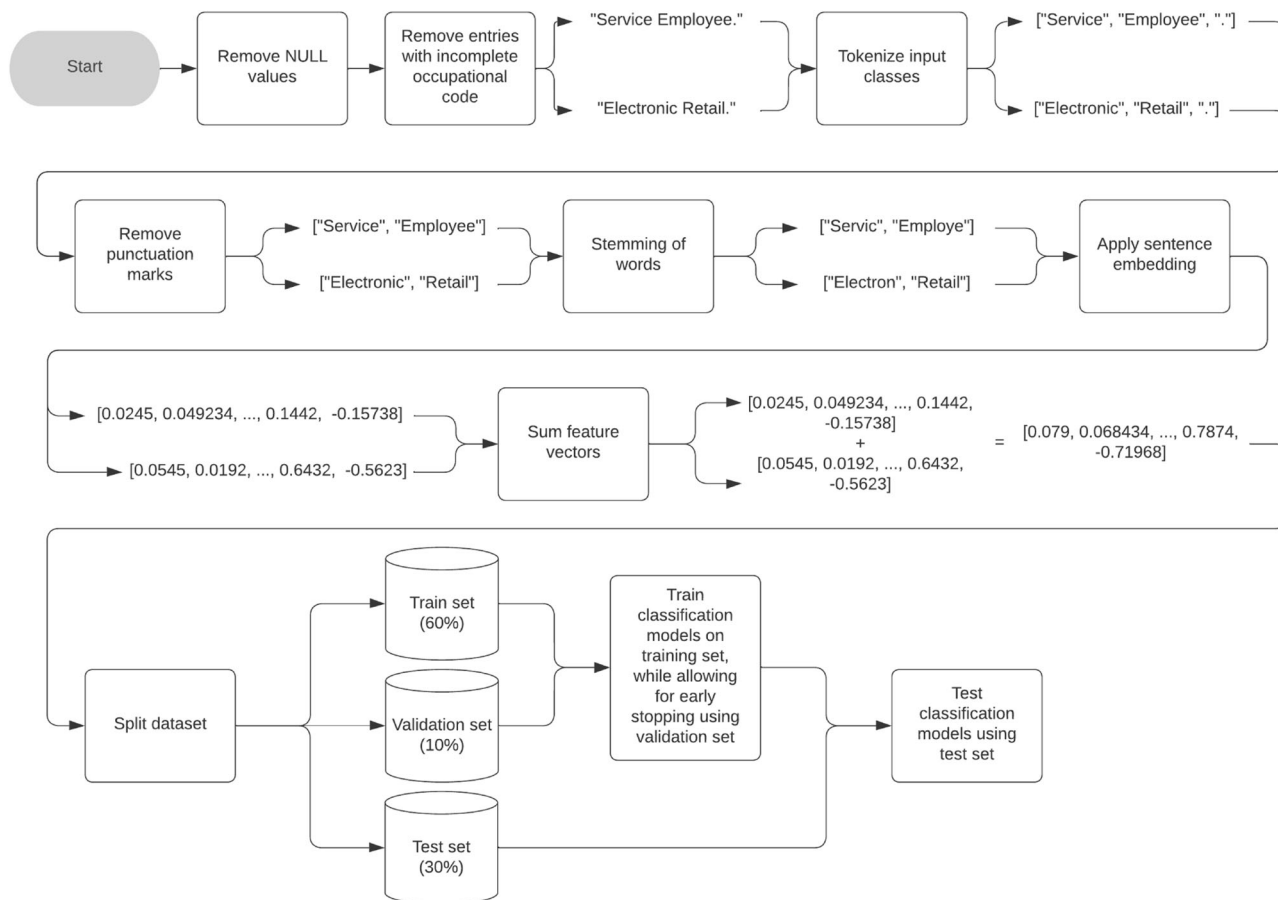 Start
Remove NULL
values
Remove entries
with incomplete
occupational
code
"Service Employee."
"Electronic Retail."
Tokenize input
classes
["Service", "Employee", "."]
["Electronic", "Retail", "."]
Remove
punctuation
marks
["Service", "Employee"]
["Electronic", "Retail"]
Stemming of
words
["Servic", "Employe"]
["Electron", "Retail"]
Apply sentence
embedding
[0.0245, 0.049234, ..., 0.1442, -0.15738]
[0.0545, 0.0192, ..., 0.6432, -0.5623]
Sum feature
vectors
[0.0245, 0.049234, ..., 0.1442,
-0.15738]
+
[0.0545, 0.0192, ..., 0.6432,
-0.5623]
=
[0.079, 0.068434, ..., 0.7874,
-0.71968]
Split dataset
Train set
(60%)
Validation set
(10%)
Test set
(30%)
Train
classification
models on
training set,
while allowing
for early
stopping using
validation set
Test
classification
models using
test set